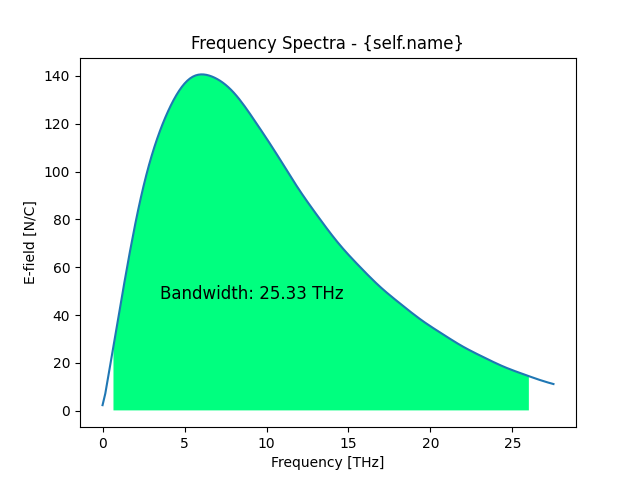 Frequency Spectra - {self.name}
140
120
100
80
60
40
20
0
E-field [N/C]
Bandwidth: 25.33 THz
0 5 10 15 20 25
Frequency [THz]